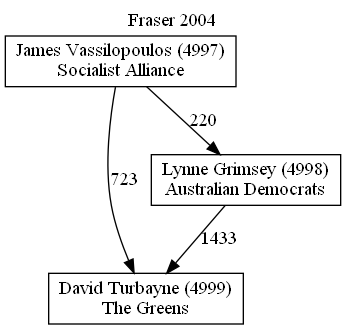 Fraser 2004
James Vassilopoulos (4997)
Socialist Alliance
220
Lynne Grimsey (4998)
Australian Democrats
723
1433
David Turbayne (4999)
The Greens